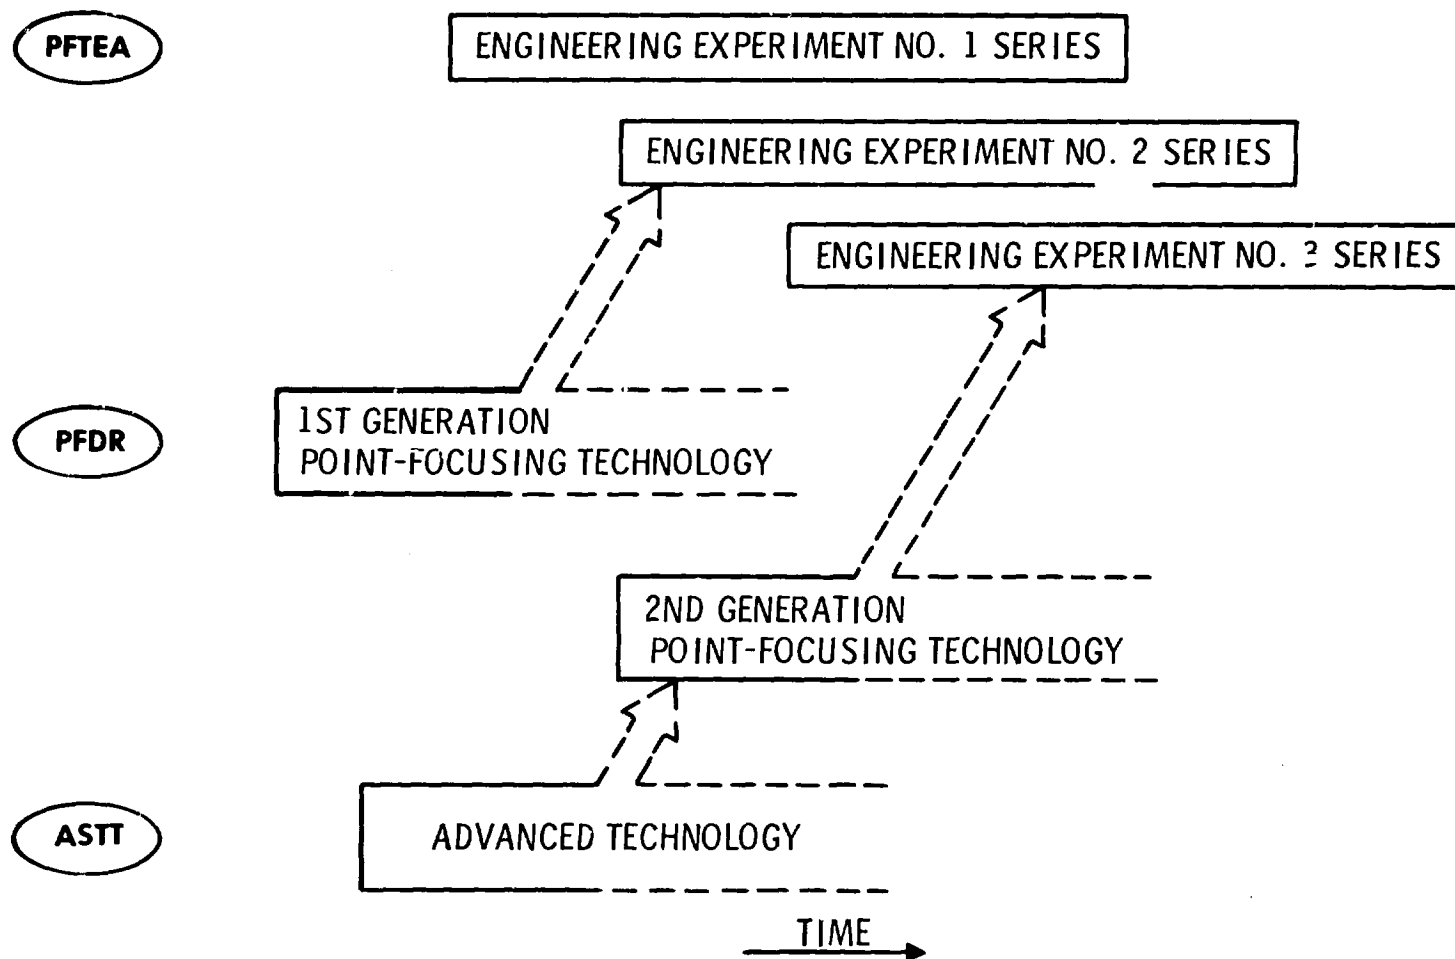 PFTEA
ENGINEERING EXPERIMENT NO. 1 SERIES
ENGINEERING EXPERIMENT NO. 2 SERIES
ENGINEERING EXPERIMENT NO. 3 SERIES
PFDR
1ST GENERATION
POINT-FOCUSING TECHNOLOGY
2ND GENERATION
POINT-FOCUSING TECHNOLOGY
ASTT
ADVANCED TECHNOLOGY
TIME